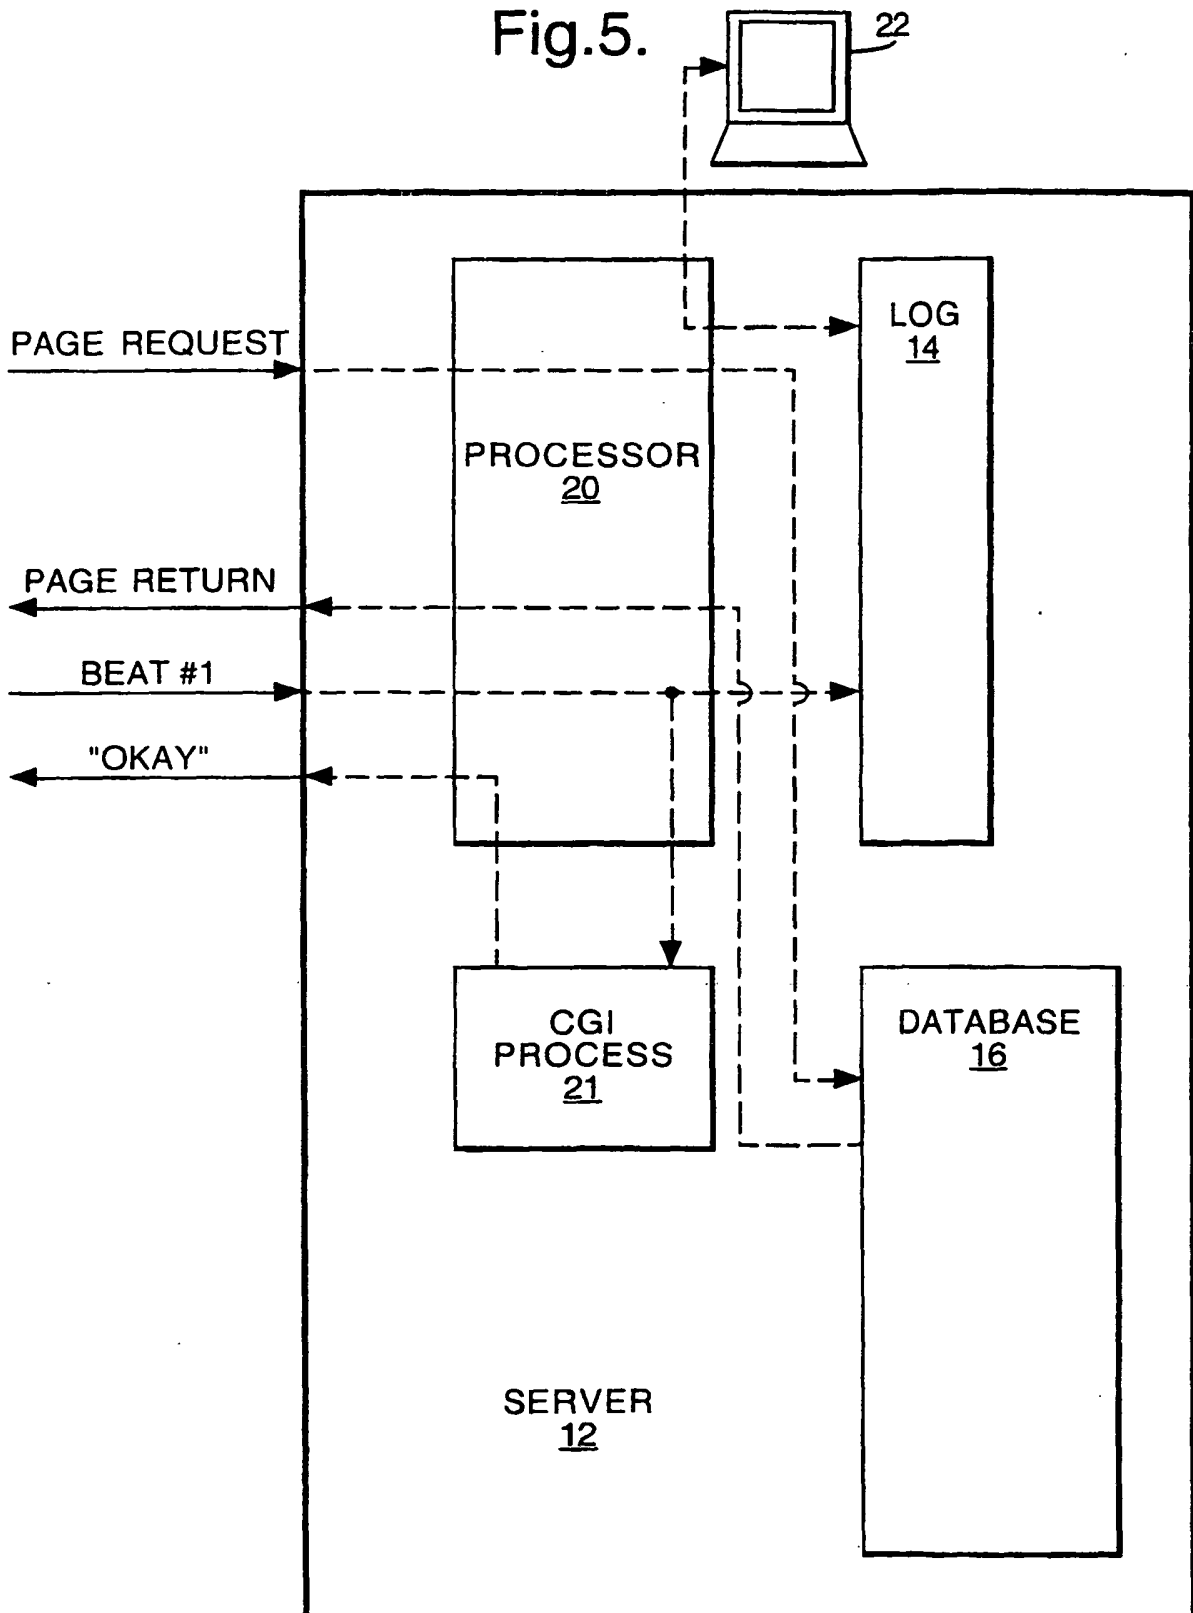 Fig.5.
22
LOG
14
PAGE REQUEST
PROCESSOR
20
PAGE RETURN
BEAT #1
"OKAY"
CGI
PROCESS
21
DATABASE
16
SERVER
12